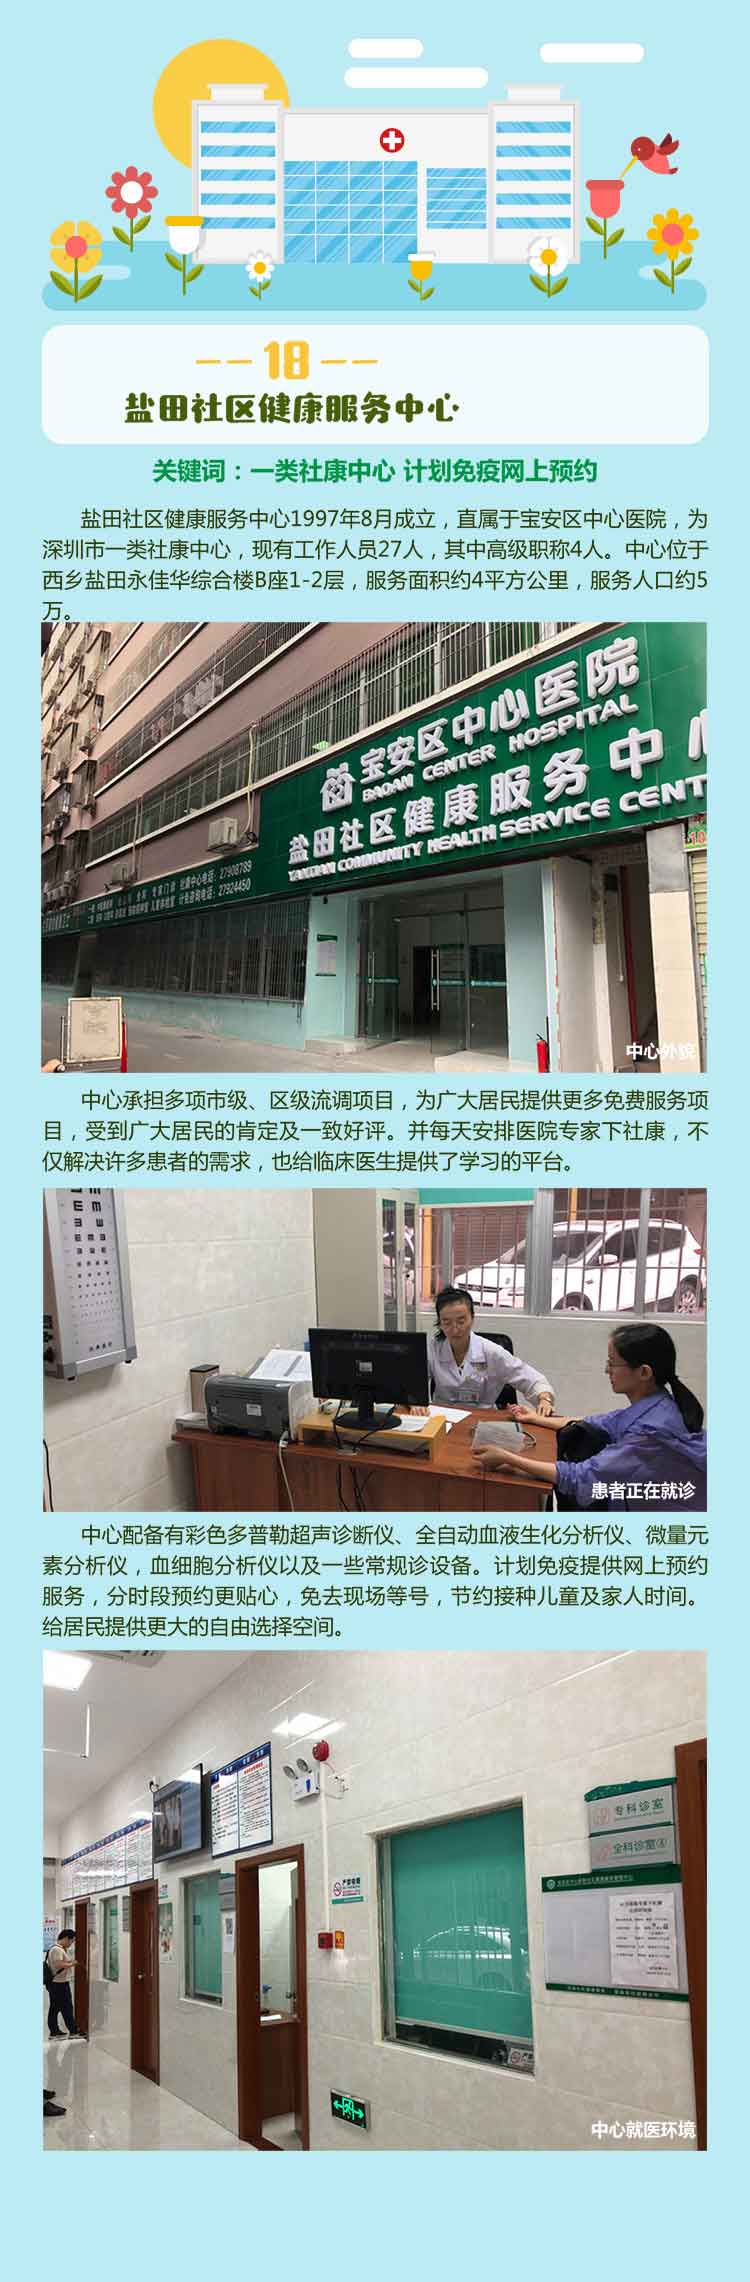 ——18——
盐田社区健康服务中心
关键词：一类社康中心 计划免疫网上预约
盐田社区健康服务中心1997年8月成立，直属于宝安区中心医院，为
深圳市一类社康中心，现有工作人员27人，其中高级职称4人。中心位于
西乡盐田永佳华综合楼B座1-2层，服务面积约4平方公里，服务人口约5
万。
宝安区中心医院
BAOAN CENTER HOSPITAL
盐田社区健康服务中心
YANTIAN COMMUNITY HEALTH SERVICE CENT
社康中心电话：27908789
计免咨询电话：27924450
中心外貌
中心承担多项市级、区级流调项目，为广大居民提供更多免费服务项
目，受到广大居民的肯定及一致好评。并每天安排医院专家下社康，不
仅解决许多患者的需求，也给临床医生提供了学习的平台。
患者正在就诊
中心配备有彩色多普勒超声诊断仪、全自动血液生化分析仪、微量元
素分析仪，血细胞分析仪以及一些常规诊设备。计划免疫提供网上预约
服务，分时段预约更贴心，免去现场等号，节约接种儿童及家人时间。
给居民提供更大的自由选择空间。
专科诊室
全科诊室④
中心就医环境